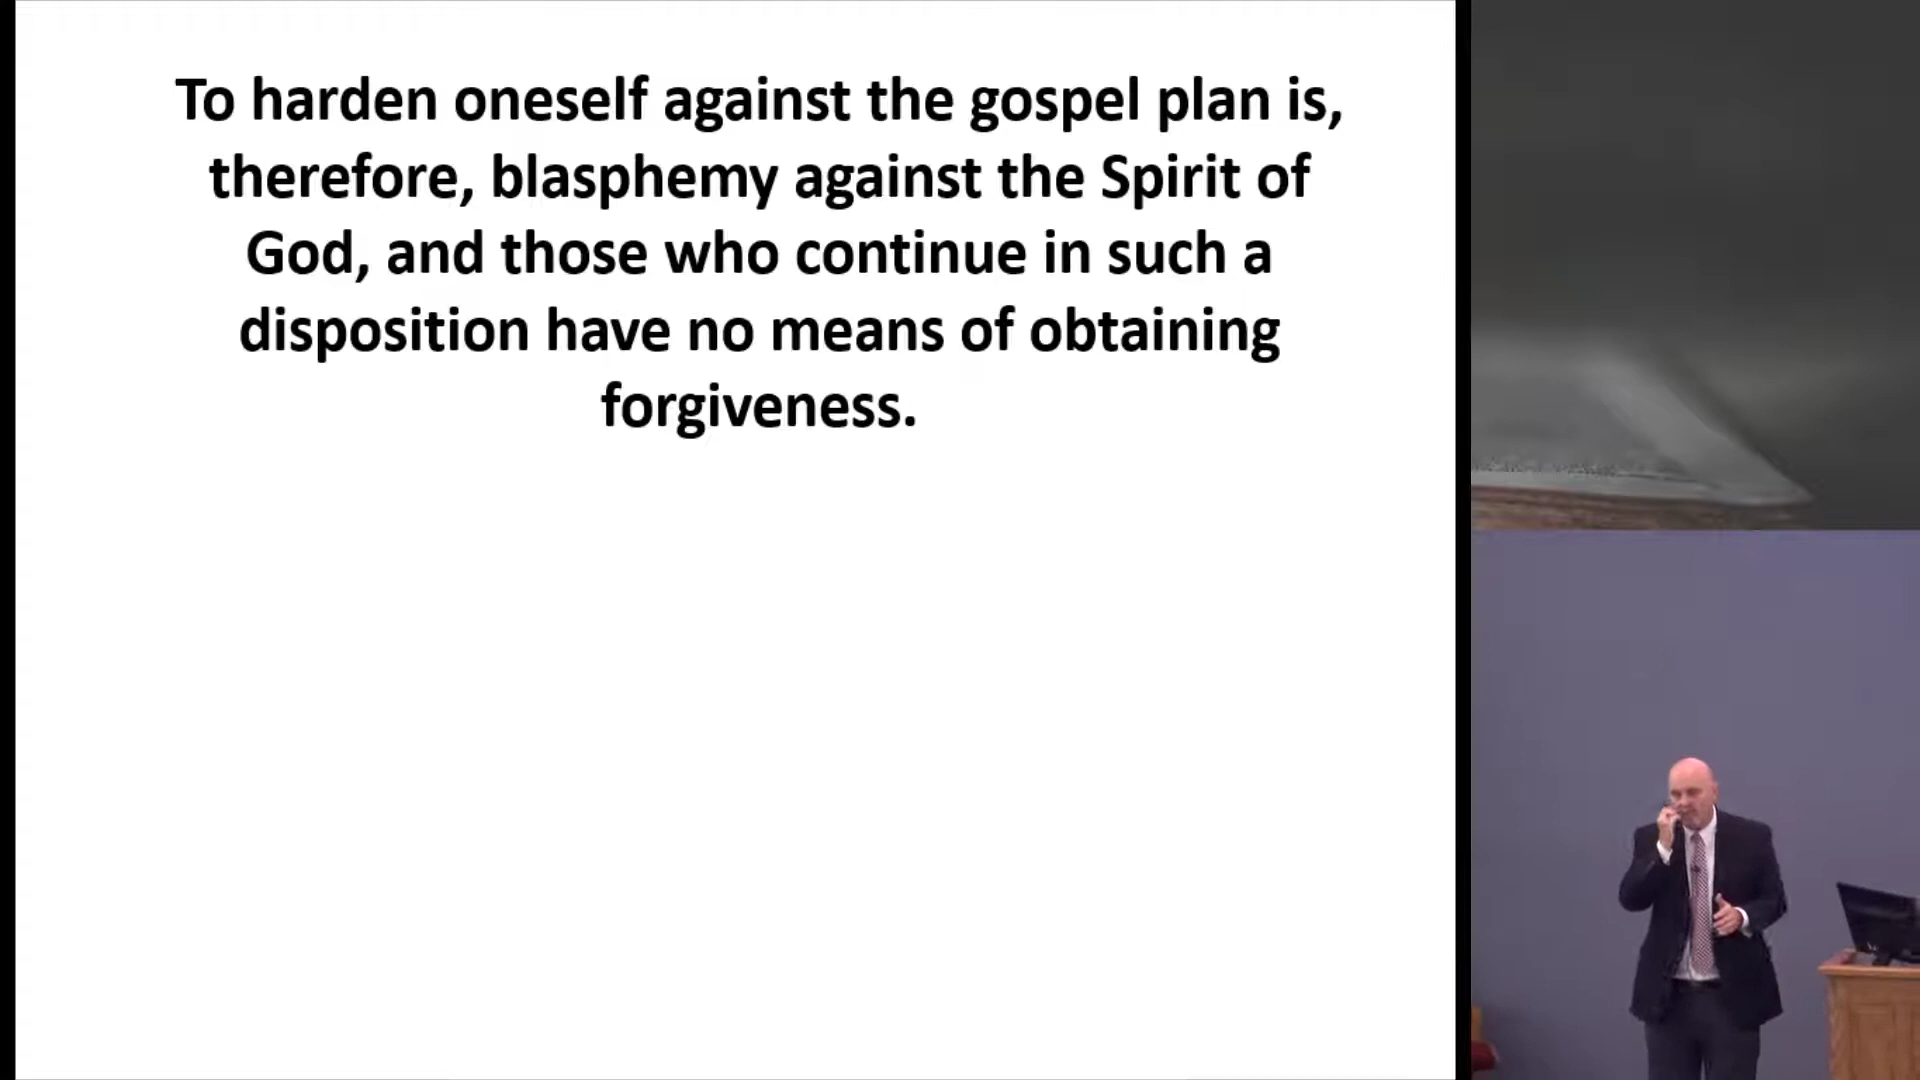 To harden oneself against the gospel plan is,
therefore, blasphemy against the Spirit of
God, and those who continue in such a
disposition have no means of obtaining
forgiveness.